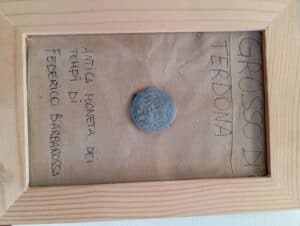 GROSSO DI
TERDONA
ANTICA MONETA DEI
TEMPI DI
FEDERICO BARBAROSSA